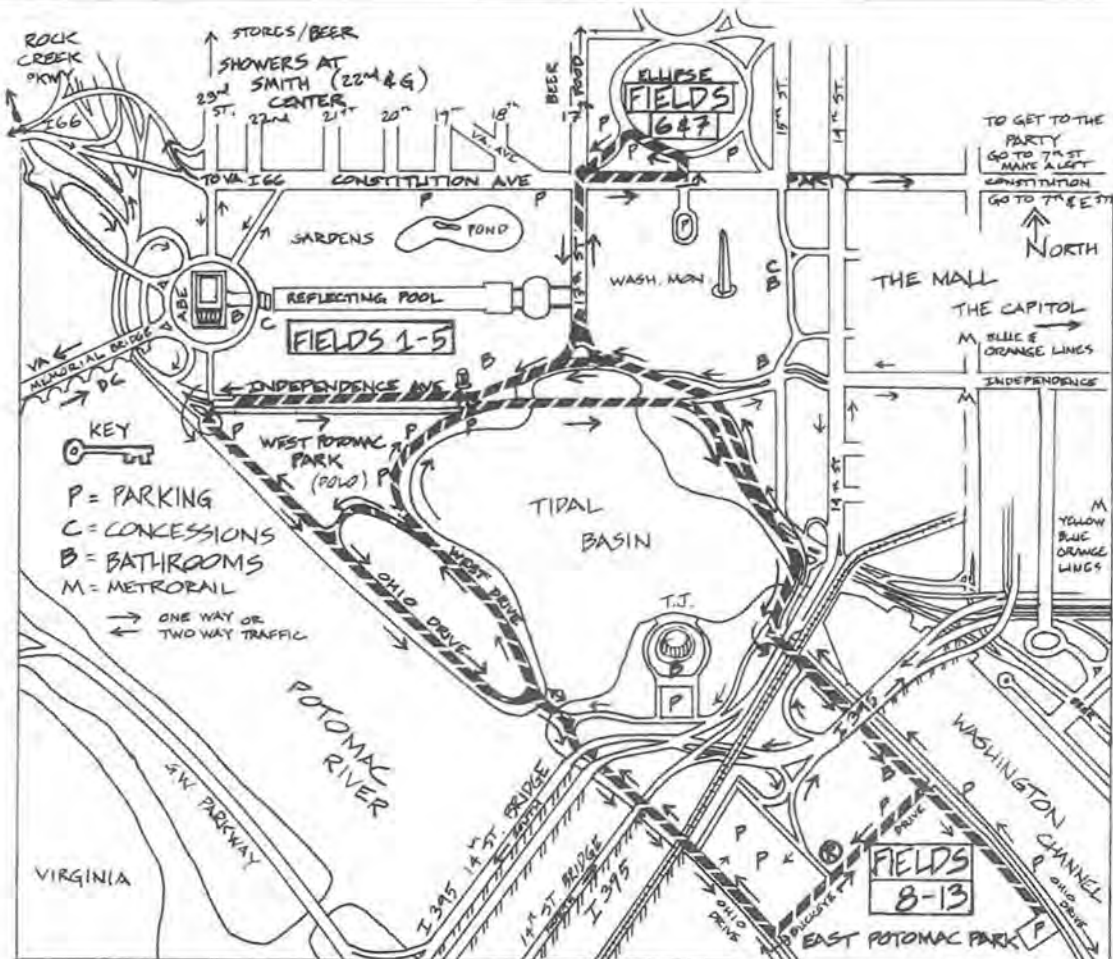 ROCK
CREEK
PKWY
I66
STORES/BEER
SHOWERS AT
SMITH (22nd & G)
CENTER
23rd
ST.
22nd
21ST
20th
19th
18th
VA. AVE
BEER
FOOD
17th
ELLIPSE
FIELDS
6&7
P
P
P
15th ST.
14th ST.
TO GET TO THE
PARTY
GO TO 7th ST
MAKE A LEFT
CONSTITUTION
GO TO 7th & E ST
NORTH
TO VA I66
CONSTITUTION AVE
PARTY
P
P
P
GARDENS
POND
17th ST.
WASH. MON.
C
B
THE MALL
THE CAPITOL
ABE
B
C
REFLECTING POOL
FIELDS 1-5
M BLUE &
ORANGE LINES
VA
MEMORIAL BRIDGE
DC
INDEPENDENCE AVE
B
B
INDEPENDENCE
M
KEY
P = PARKING
C = CONCESSIONS
B = BATHROOMS
M = METRORAIL
ONE WAY OR
TWO WAY TRAFFIC
P
P
P
P
WEST POTOMAC
PARK
(POLO)
TIDAL
BASIN
14th ST.
M
YELLOW
BLUE
ORANGE
LINES
OHIO DRIVE
WEST DRIVE
T.J.
B
P
POTOMAC
RIVER
G.W. PARKWAY
VIRGINIA
I 395 14th ST. BRIDGE
SOUTH
14th ST BRIDGE
I 395
I 395
WASHINGTON
CHANNEL
B
P
P
P
P
P
P
DRIVE
BUCKEYE
OHIO
DRIVE
FIELDS
8-13
OHIO
DRIVE
EAST POTOMAC PARK